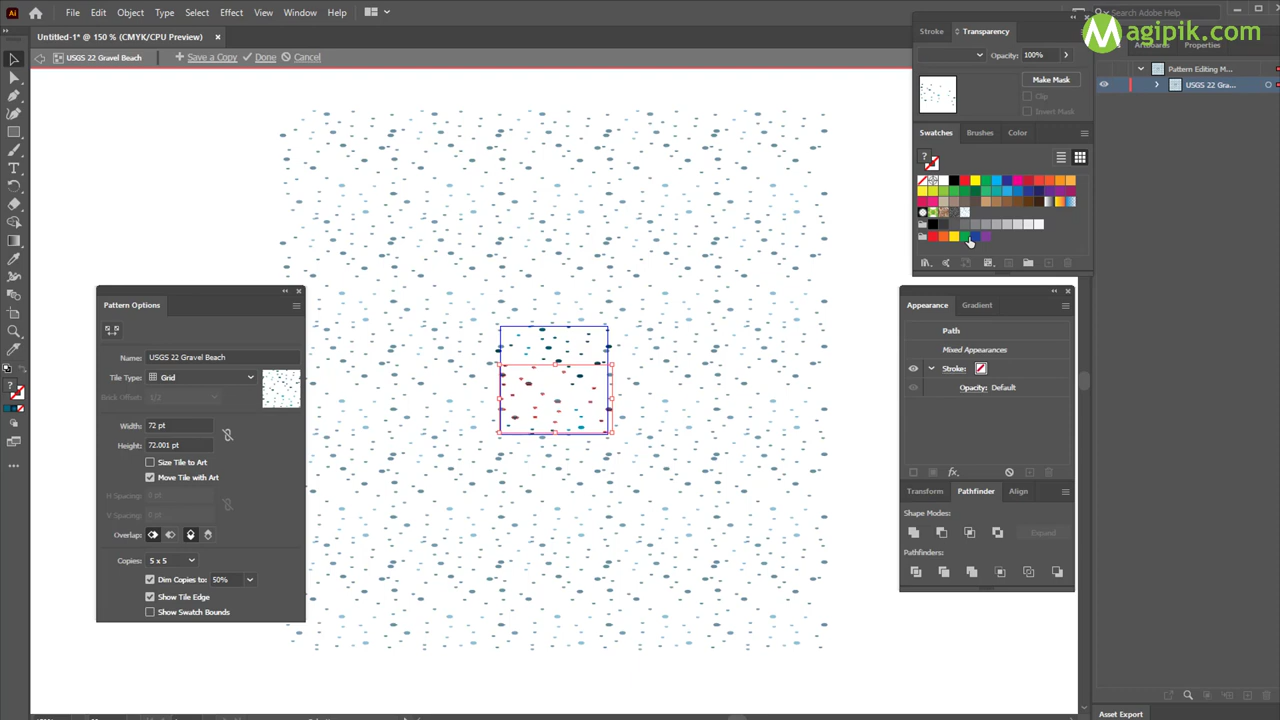 Ai File Edit Object Type Select Effect View Window Help Search Adobe Help
Magipik.com
Untitled-1* @ 150 % (CMYK/CPU Preview) ×
USGS 22 Gravel Beach Save a Copy Done Cancel
Stroke Transparency
Artboards Properties
Opacity: 100%
Pattern Editing M...
Make Mask
USGS 22 Gra...
Clip
Invert Mask
Swatches Brushes Color
Pattern Options
Name: USGS 22 Gravel Beach
Tile Type: Grid
Brick Offset: 1/2
Width: 72 pt
Height: 72.001 pt
Size Tile to Art
Move Tile with Art
H Spacing: 0 pt
V Spacing: 0 pt
Overlap:
Copies: 5 x 5
Dim Copies to: 50%
Show Tile Edge
Show Swatch Bounds
Appearance Gradient
Path
Mixed Appearances
Stroke:
Opacity: Default
fx
Transform Pathfinder Align
Shape Modes:
Expand
Pathfinders:
Asset Export